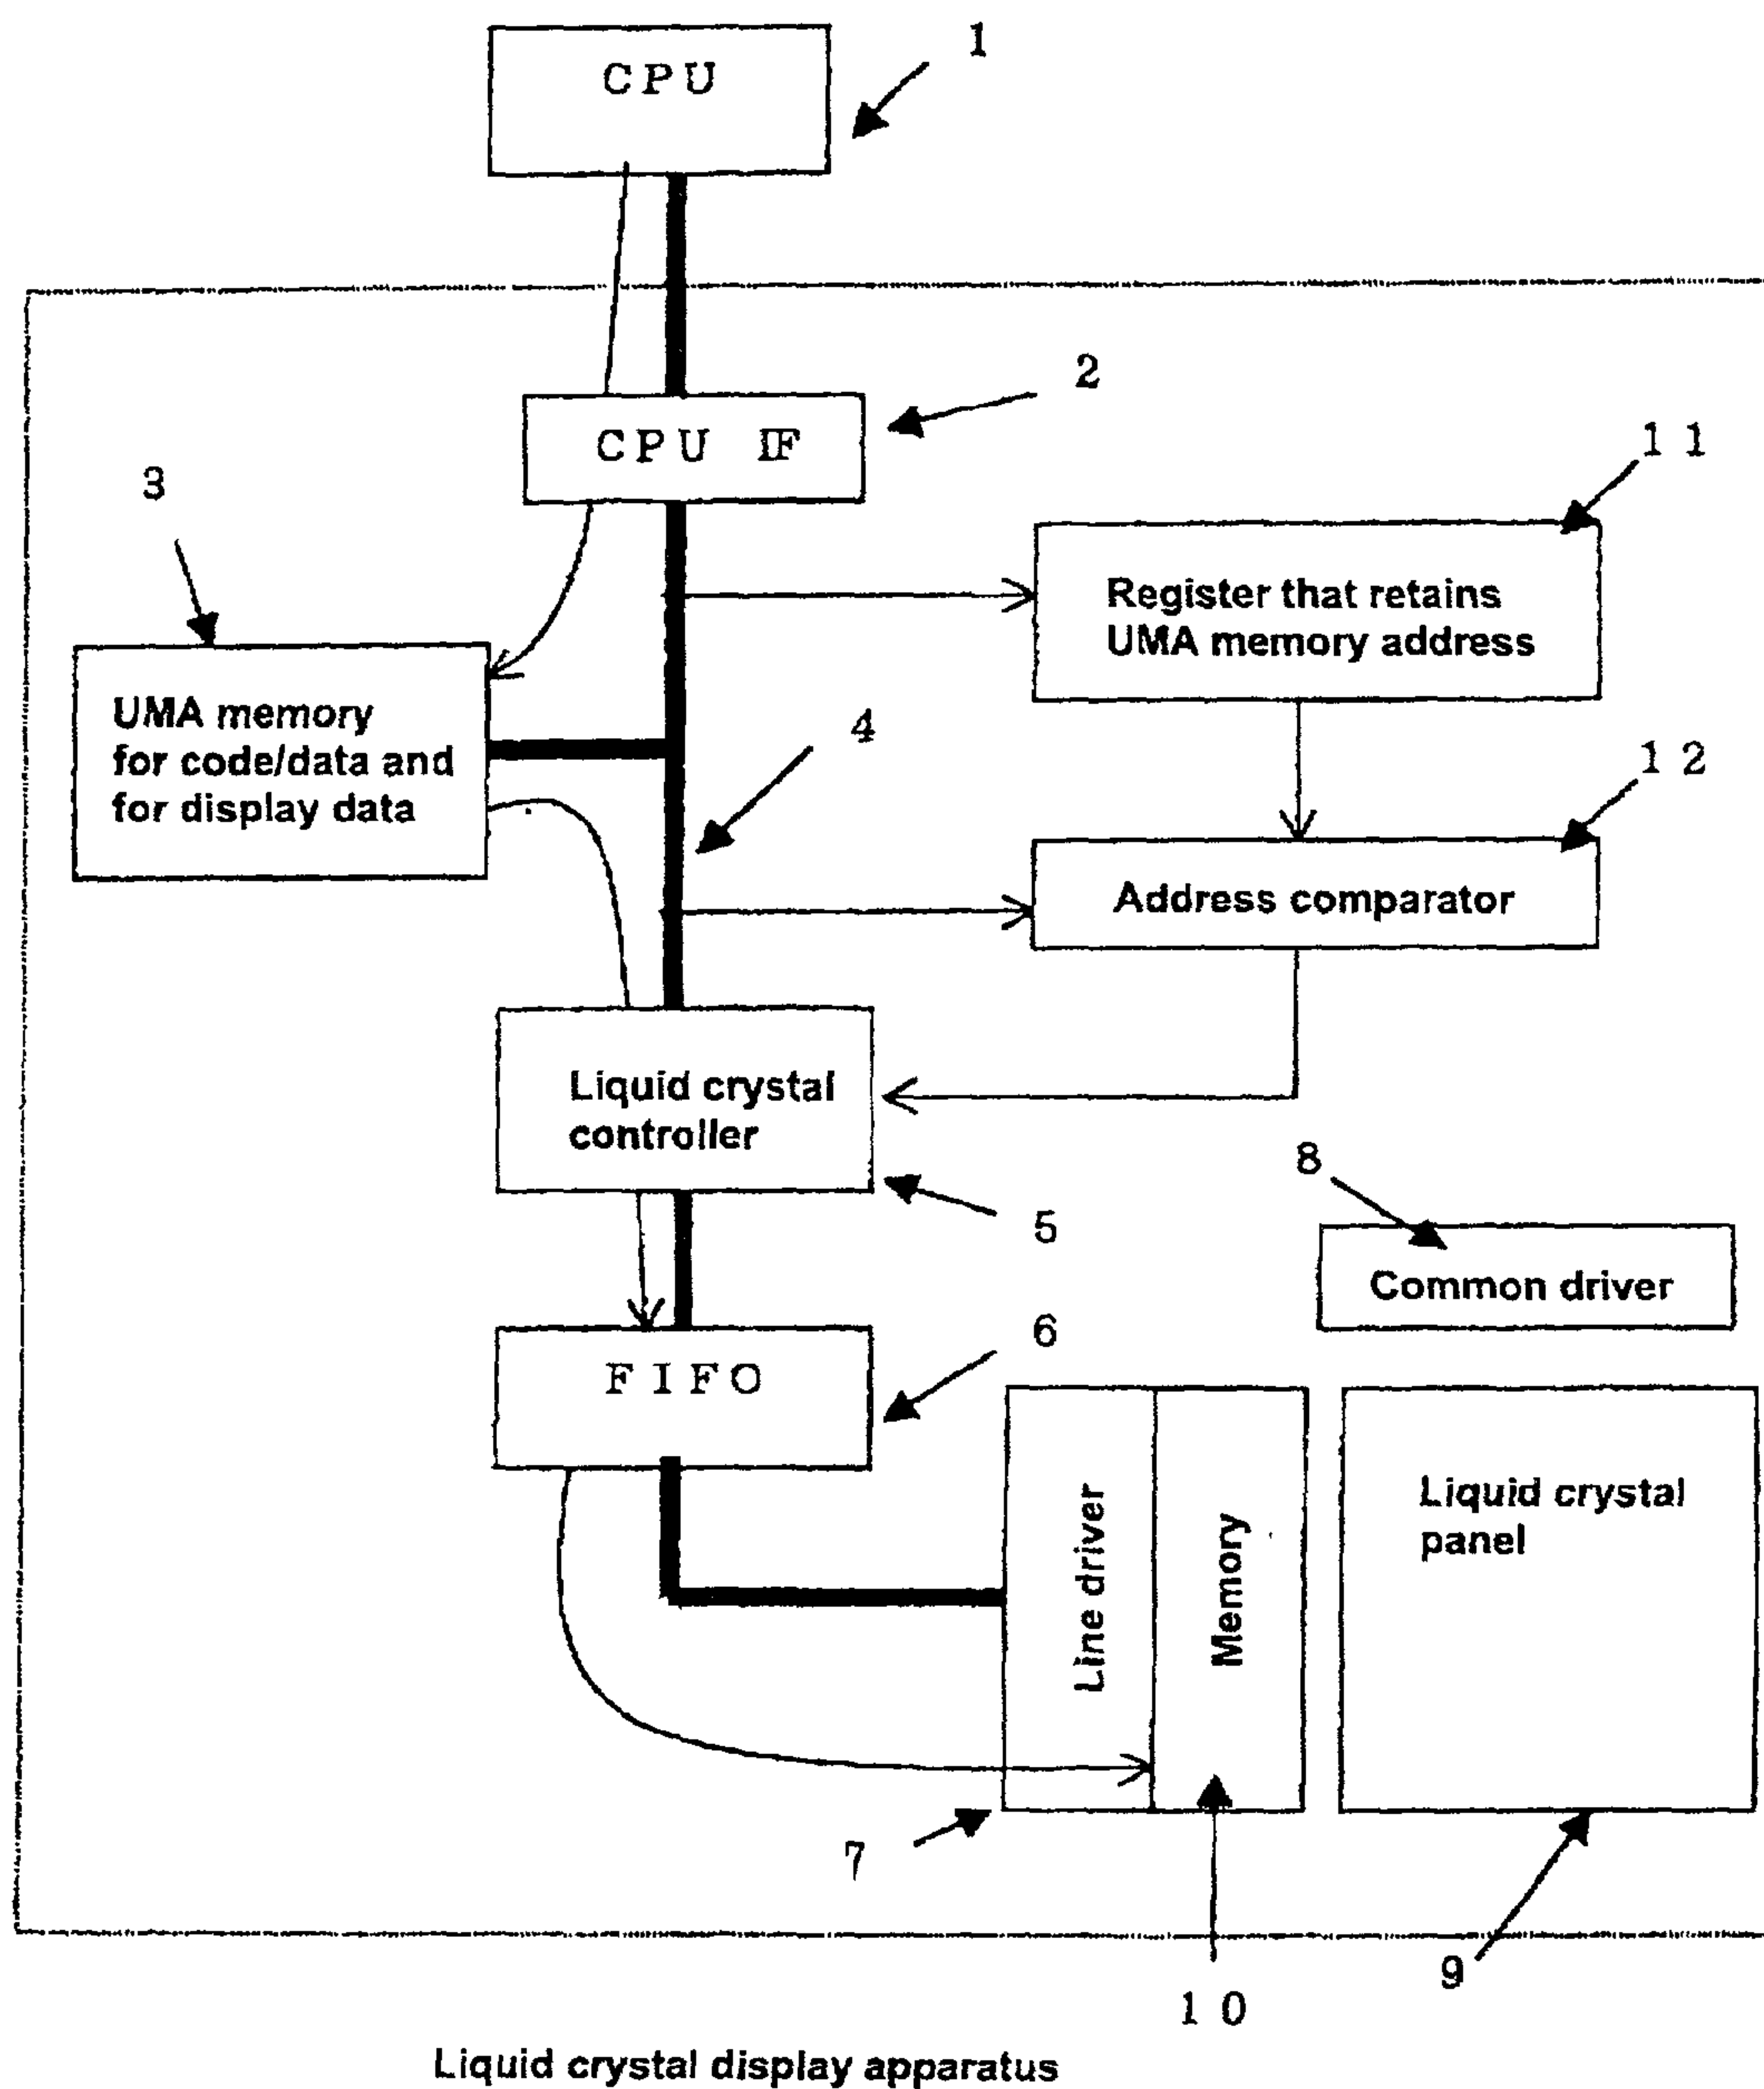 CPU
1
CPU IF
2
3
11
Register that retains
UMA memory address
UMA memory
for code/data and
for display data
4
12
Address comparator
Liquid crystal
controller
5
8
Common driver
FIFO
6
Line driver
Memory
Liquid crystal
panel
7
9
10
Liquid crystal display apparatus